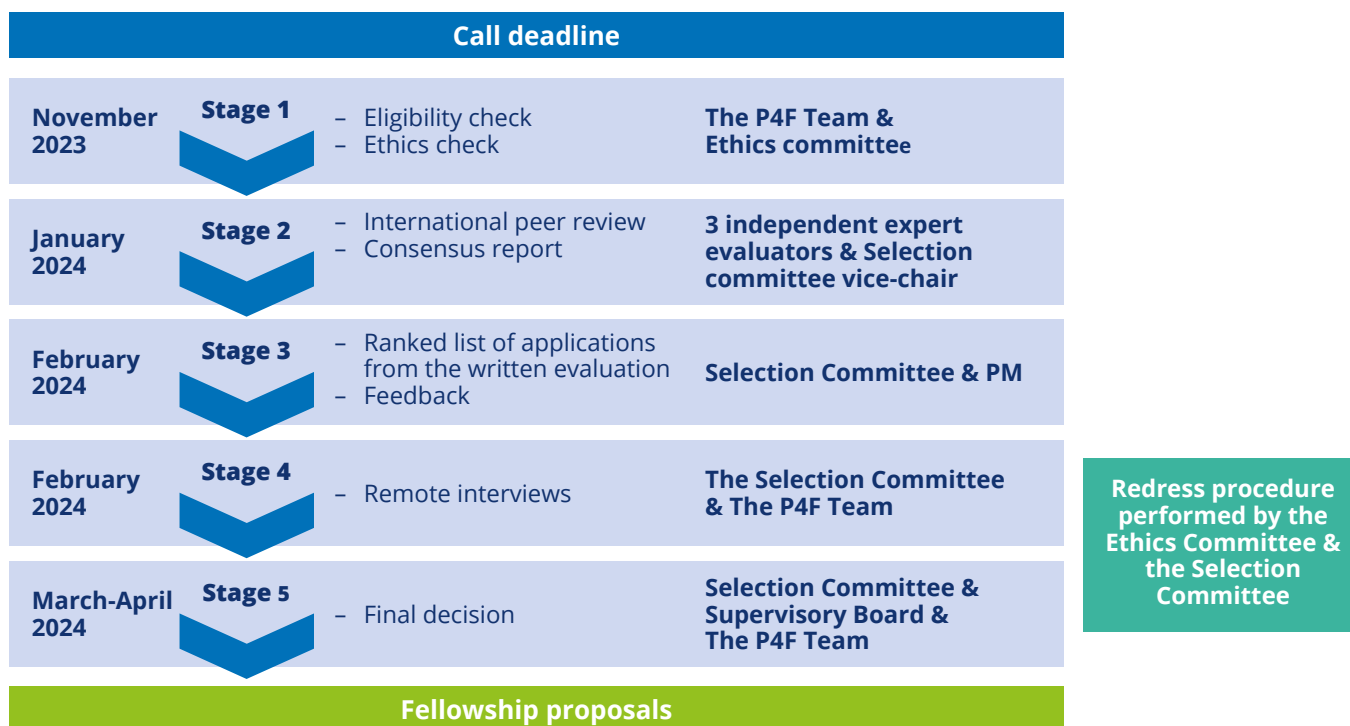 Call deadline
November
2023
Stage 1
– Eligibility check
– Ethics check
The P4F Team &
Ethics committee
January
2024
Stage 2
– International peer review
– Consensus report
3 independent expert
evaluators & Selection
committee vice-chair
February
2024
Stage 3
– Ranked list of applications
from the written evaluation
– Feedback
Selection Committee & PM
February
2024
Stage 4
– Remote interviews
The Selection Committee
& The P4F Team
March-April
2024
Stage 5
– Final decision
Selection Committee &
Supervisory Board &
The P4F Team
Redress procedure
performed by the
Ethics Committee &
the Selection
Committee
Fellowship proposals